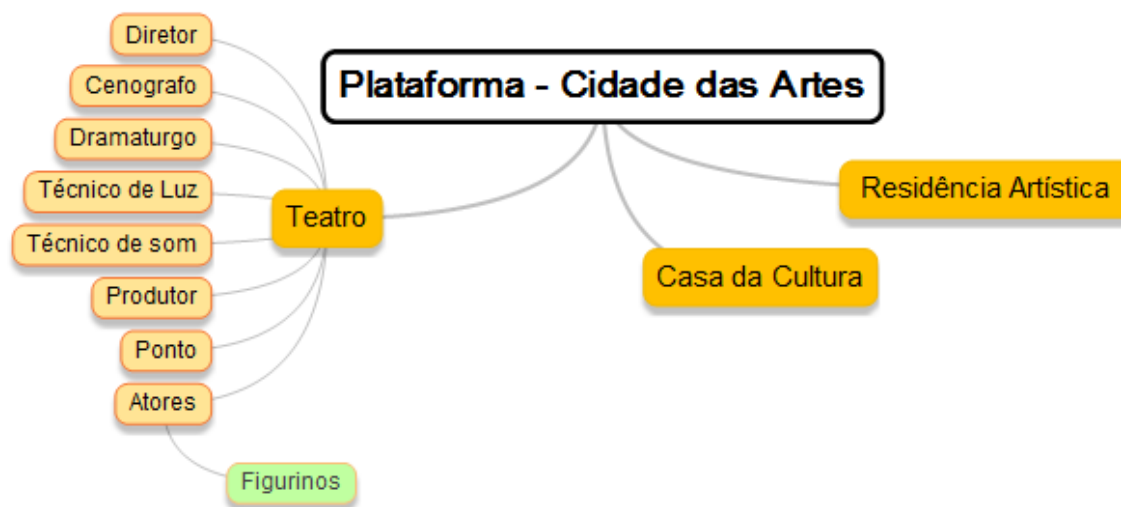 Plataforma - Cidade das Artes
Diretor
Cenografo
Dramaturgo
Técnico de Luz
Técnico de som
Produtor
Ponto
Atores
Figurinos
Teatro
Casa da Cultura
Residência Artística